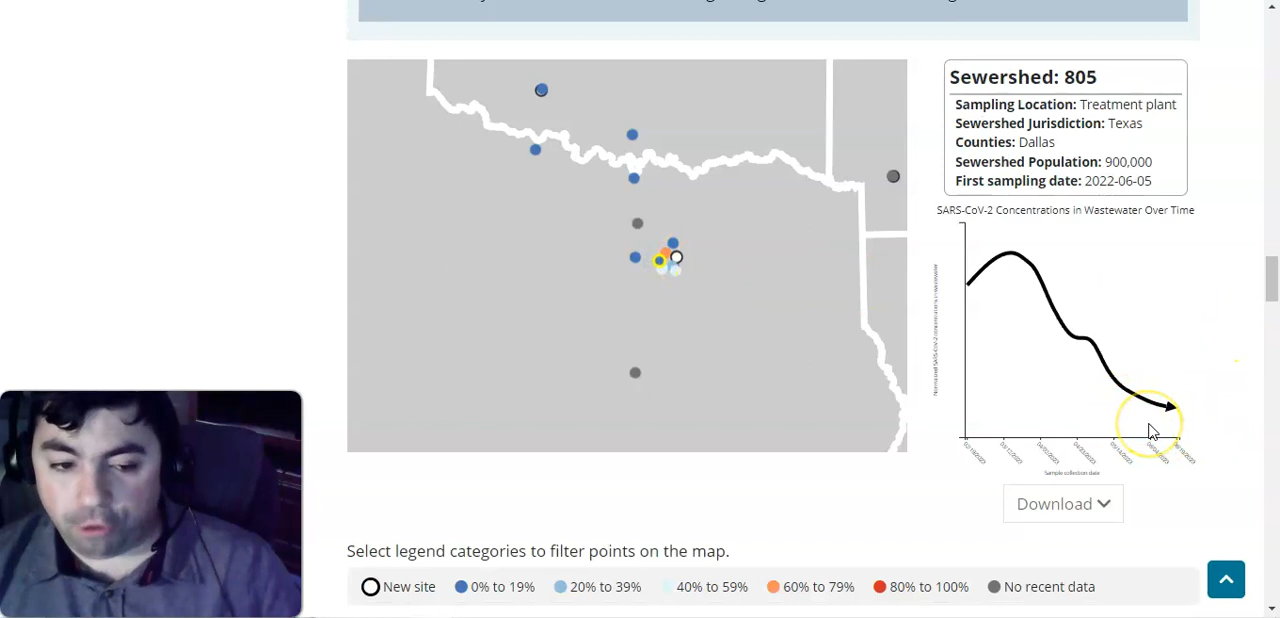 Sewershed: 805
Sampling Location: Treatment plant
Sewershed Jurisdiction: Texas
Counties: Dallas
Sewershed Population: 900,000
First sampling date: 2022-06-05
SARS-CoV-2 Concentrations in Wastewater Over Time
Sample collection date
Download
Select legend categories to filter points on the map.
New site 0% to 19% 20% to 39% 40% to 59% 60% to 79% 80% to 100% No recent data